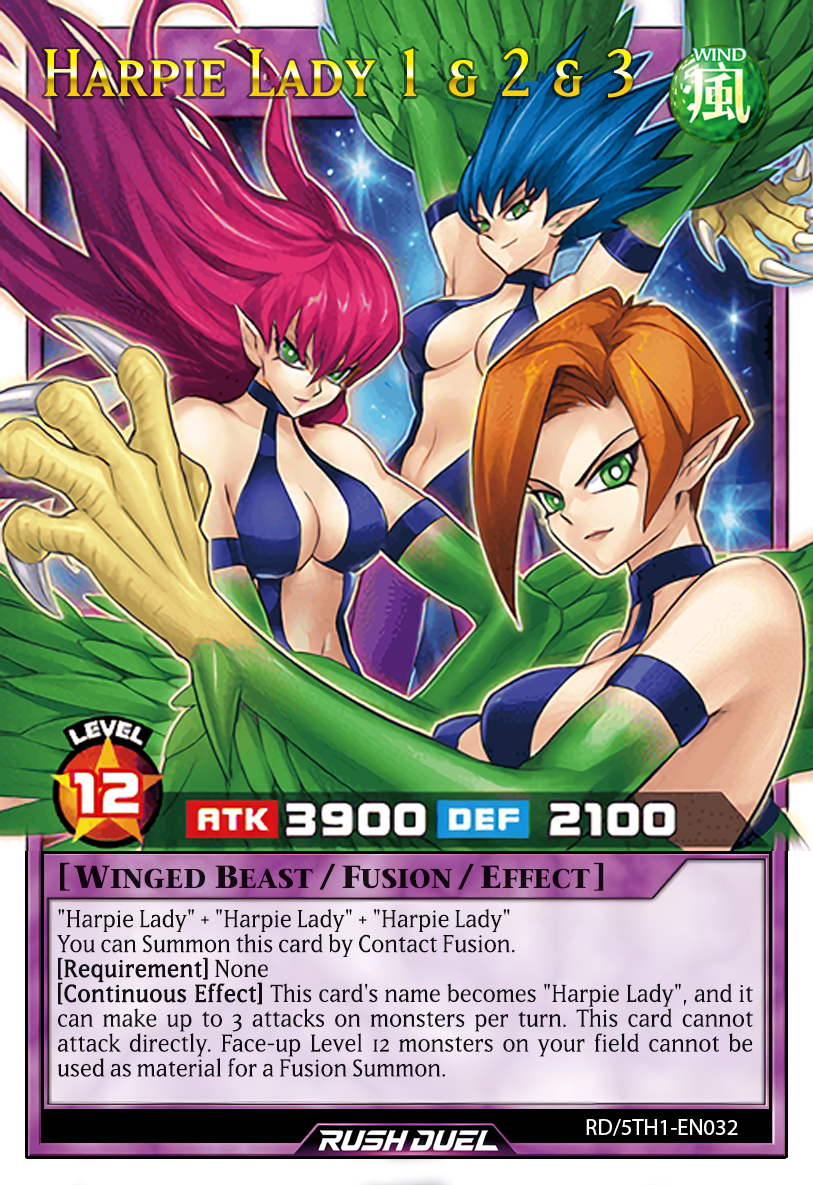 Harpie Lady 1 & 2 & 3
WIND
風
LEVEL
12
ATK 3900 DEF 2100
[Winged Beast / Fusion / Effect]
"Harpie Lady" + "Harpie Lady" + "Harpie Lady"
You can Summon this card by Contact Fusion.
[Requirement] None
[Continuous Effect] This card's name becomes "Harpie Lady", and it
can make up to 3 attacks on monsters per turn. This card cannot
attack directly. Face-up Level 12 monsters on your field cannot be
used as material for a Fusion Summon.
RD/5TH1-EN032
RUSH DUEL